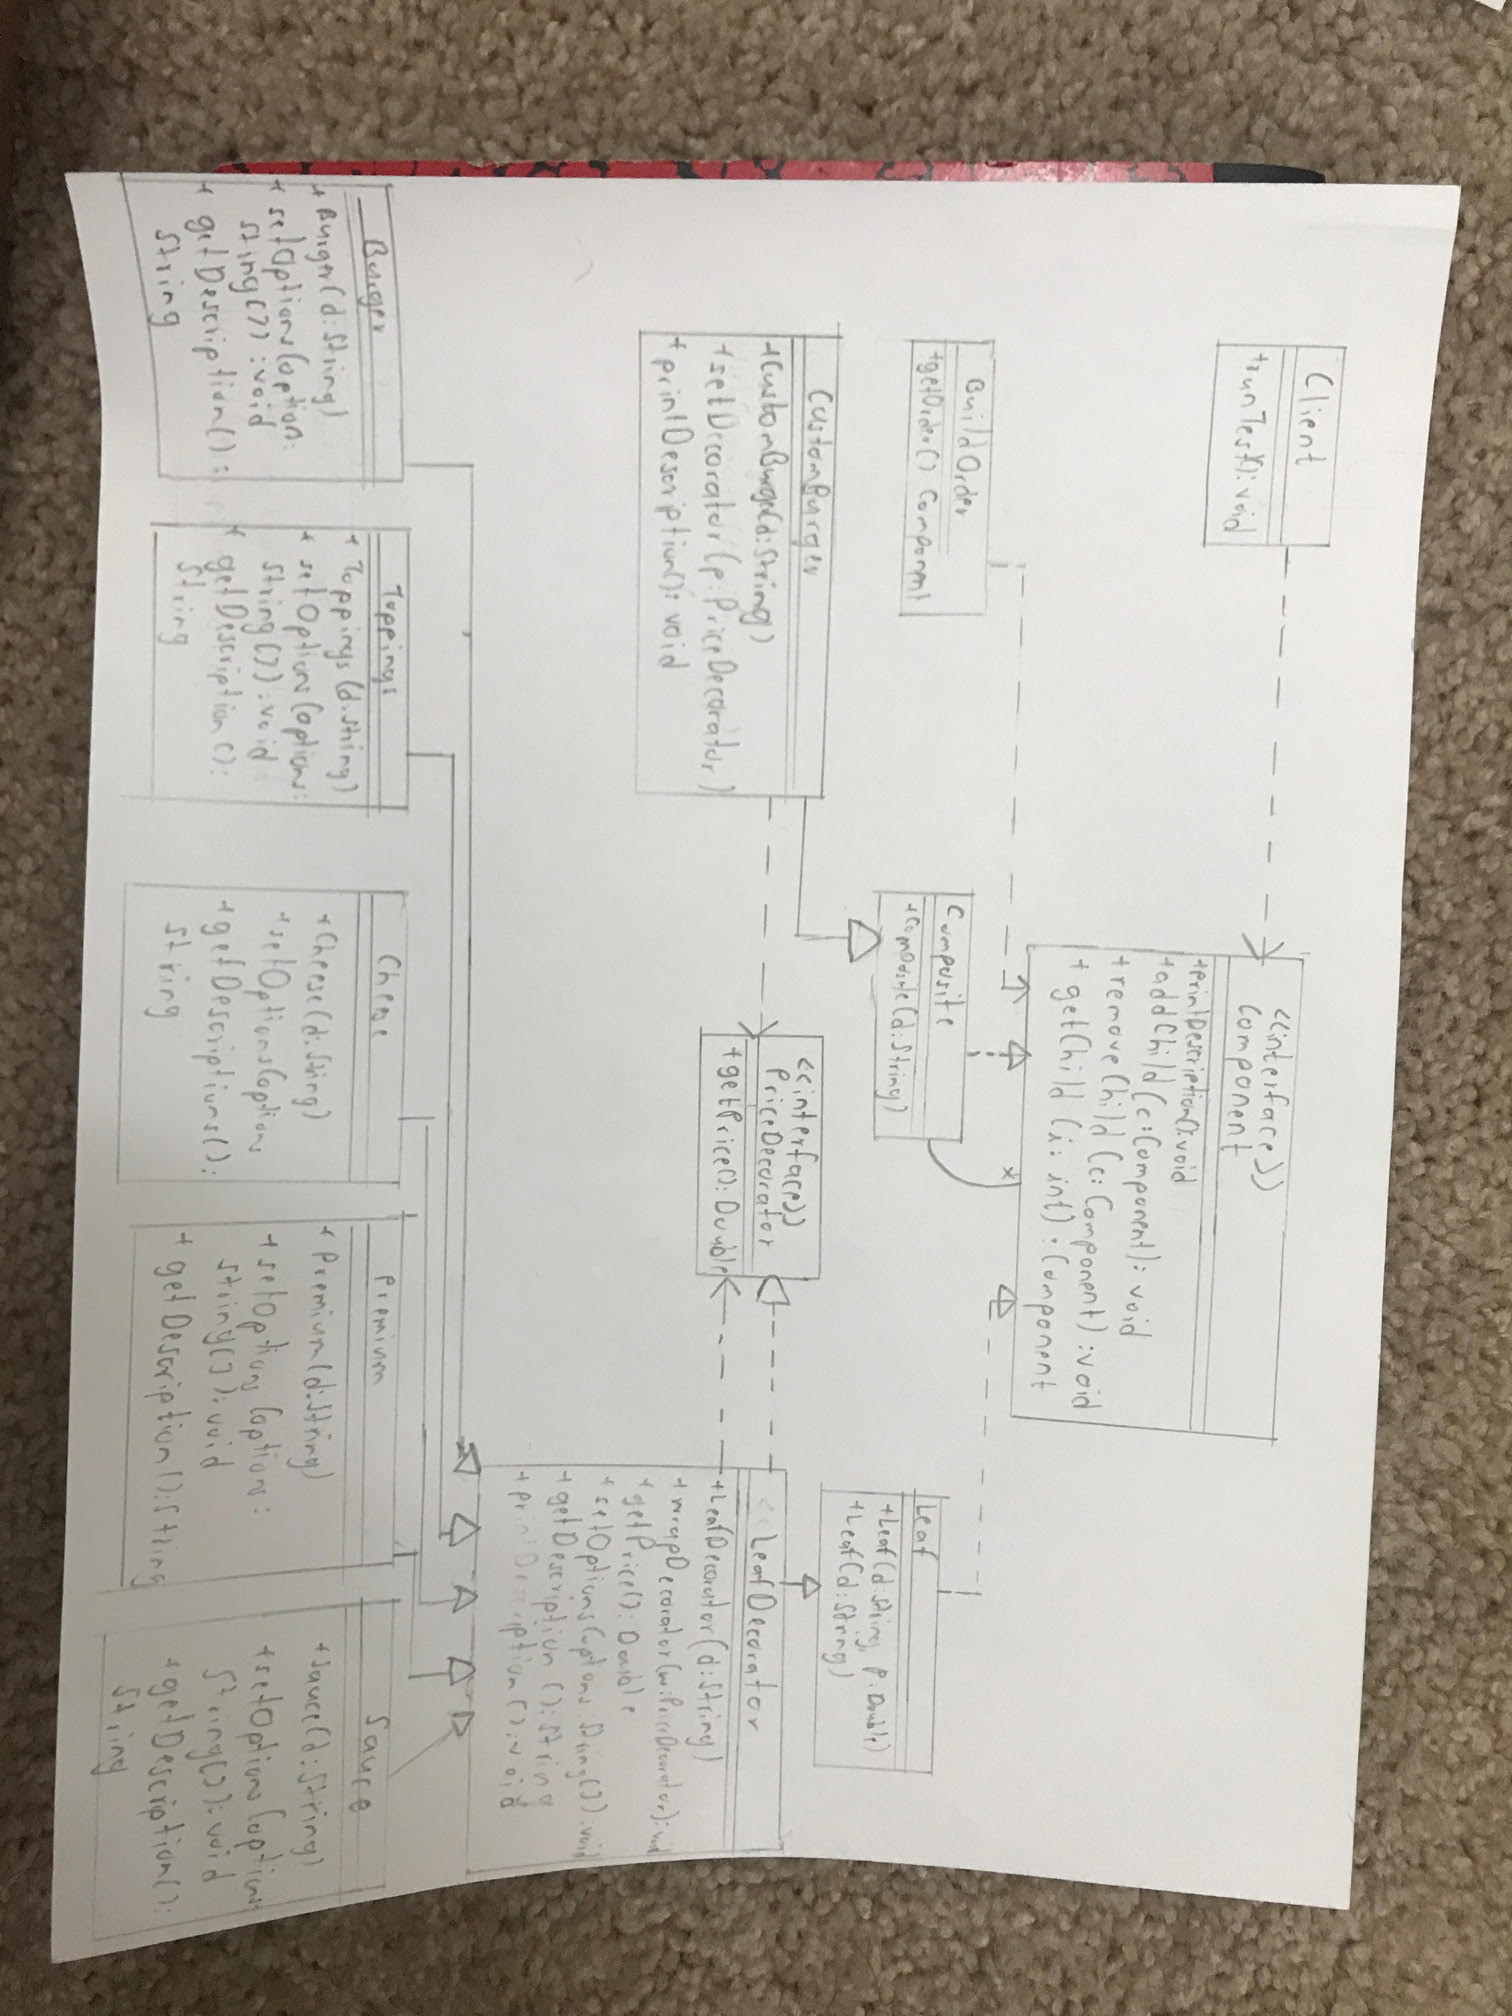 Client
+runTest():void
<<interface>>
Component
+printDescription():void
+addChild(c:Component):void
+removeChild(c:Component):void
+getChild(i:int):Component
BuildOrder
+getOrder() Component
Composite
+Composite(d:String)
*
Leaf
+Leaf(d:String, p:Double)
+Leaf(d:String)
CustomBurger
+CustomBurger(d:String)
+setDecorator(p:PriceDecorator)
+printDescription():void
<<interface>>
PriceDecorator
+getPrice():Double
LeafDecorator
+LeafDecorator(d:String)
+wrapDecorator(w:PriceDecorator):void
+getPrice():Double
+setOptions(options:String[]):void
+getDescription():String
+printDescription():void
Burger
+Burger(d:String)
+setOptions(option:
String[]):void
+getDescription():
String
Toppings
+Toppings(d:String)
+setOptions(options:
String[]):void
+getDescription():
String
Cheese
+Cheese(d:String)
+setOptions(options
+getDescriptions():
String
Premium
+Premium(d:String)
+setOptions(options:
String[]):void
+getDescription():String
Sauce
+Sauce(d:String)
+setOptions(options:
String[]):void
+getDescription():
String